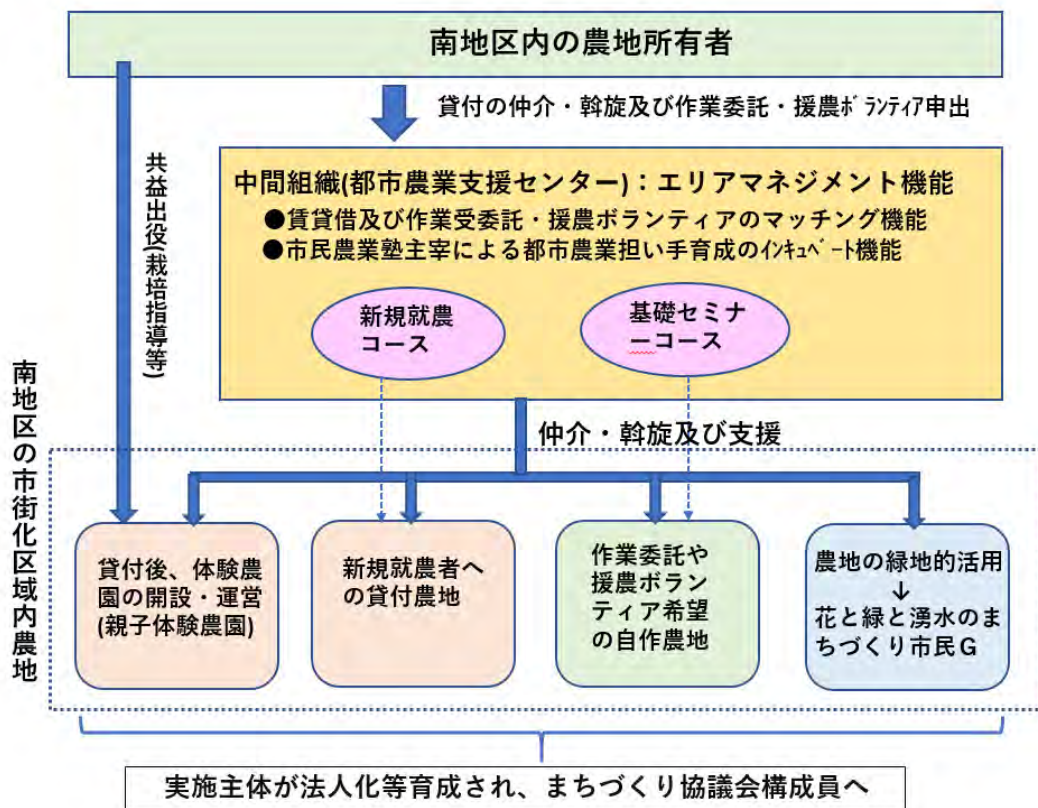 南地区内の農地所有者
貸付の仲介・斡旋及び作業委託・援農ﾎﾞﾗﾝﾃｨｱ申出
共益出役(栽培指導等)
中間組織(都市農業支援センター)：エリアマネジメント機能
●賃貸借及び作業受委託・援農ボランティアのマッチング機能
●市民農業塾主宰による都市農業担い手育成のｲﾝｷｭﾍﾞｰﾄ機能
新規就農
コース
基礎セミナ
ーコース
仲介・斡旋及び支援
南地区の市街化区域内農地
貸付後、体験農
園の開設・運営
(親子体験農園)
新規就農者へ
の貸付農地
作業委託や
援農ボラン
ティア希望
の自作農地
農地の緑地的活用
↓
花と緑と湧水のま
ちづくり市民Ｇ
実施主体が法人化等育成され、まちづくり協議会構成員へ